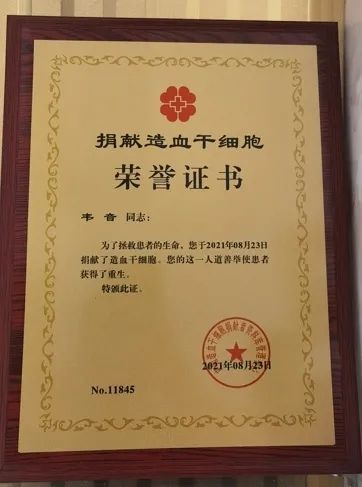 捐献造血干细胞
荣誉证书
韦音 同志：
为了拯救患者的生命，您于2021年08月23日
捐献了造血干细胞。您的这一人道善举使患者
获得了重生。
特颁此证。
2021年08月23日
No.11845